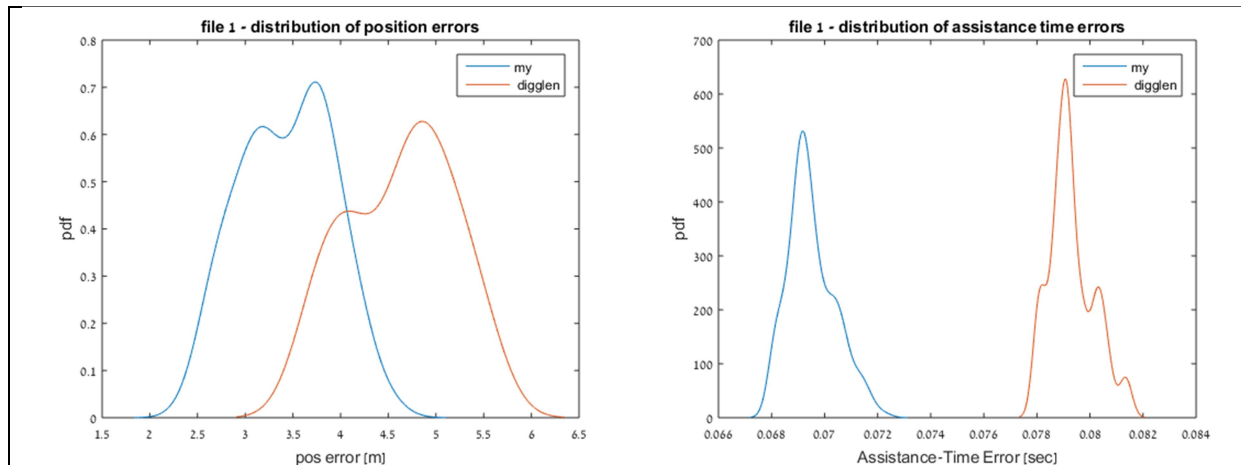 file 1 - distribution of position errors
0.8
0.7
0.6
0.5
0.4
0.3
0.2
0.1
0
pdf
my
digglen
1.5 2 2.5 3 3.5 4 4.5 5 5.5 6 6.5
pos error [m]
file 1 - distribution of assistance time errors
700
600
500
400
300
200
100
0
pdf
my
digglen
0.066 0.068 0.07 0.072 0.074 0.076 0.078 0.08 0.082 0.084
Assistance-Time Error [sec]